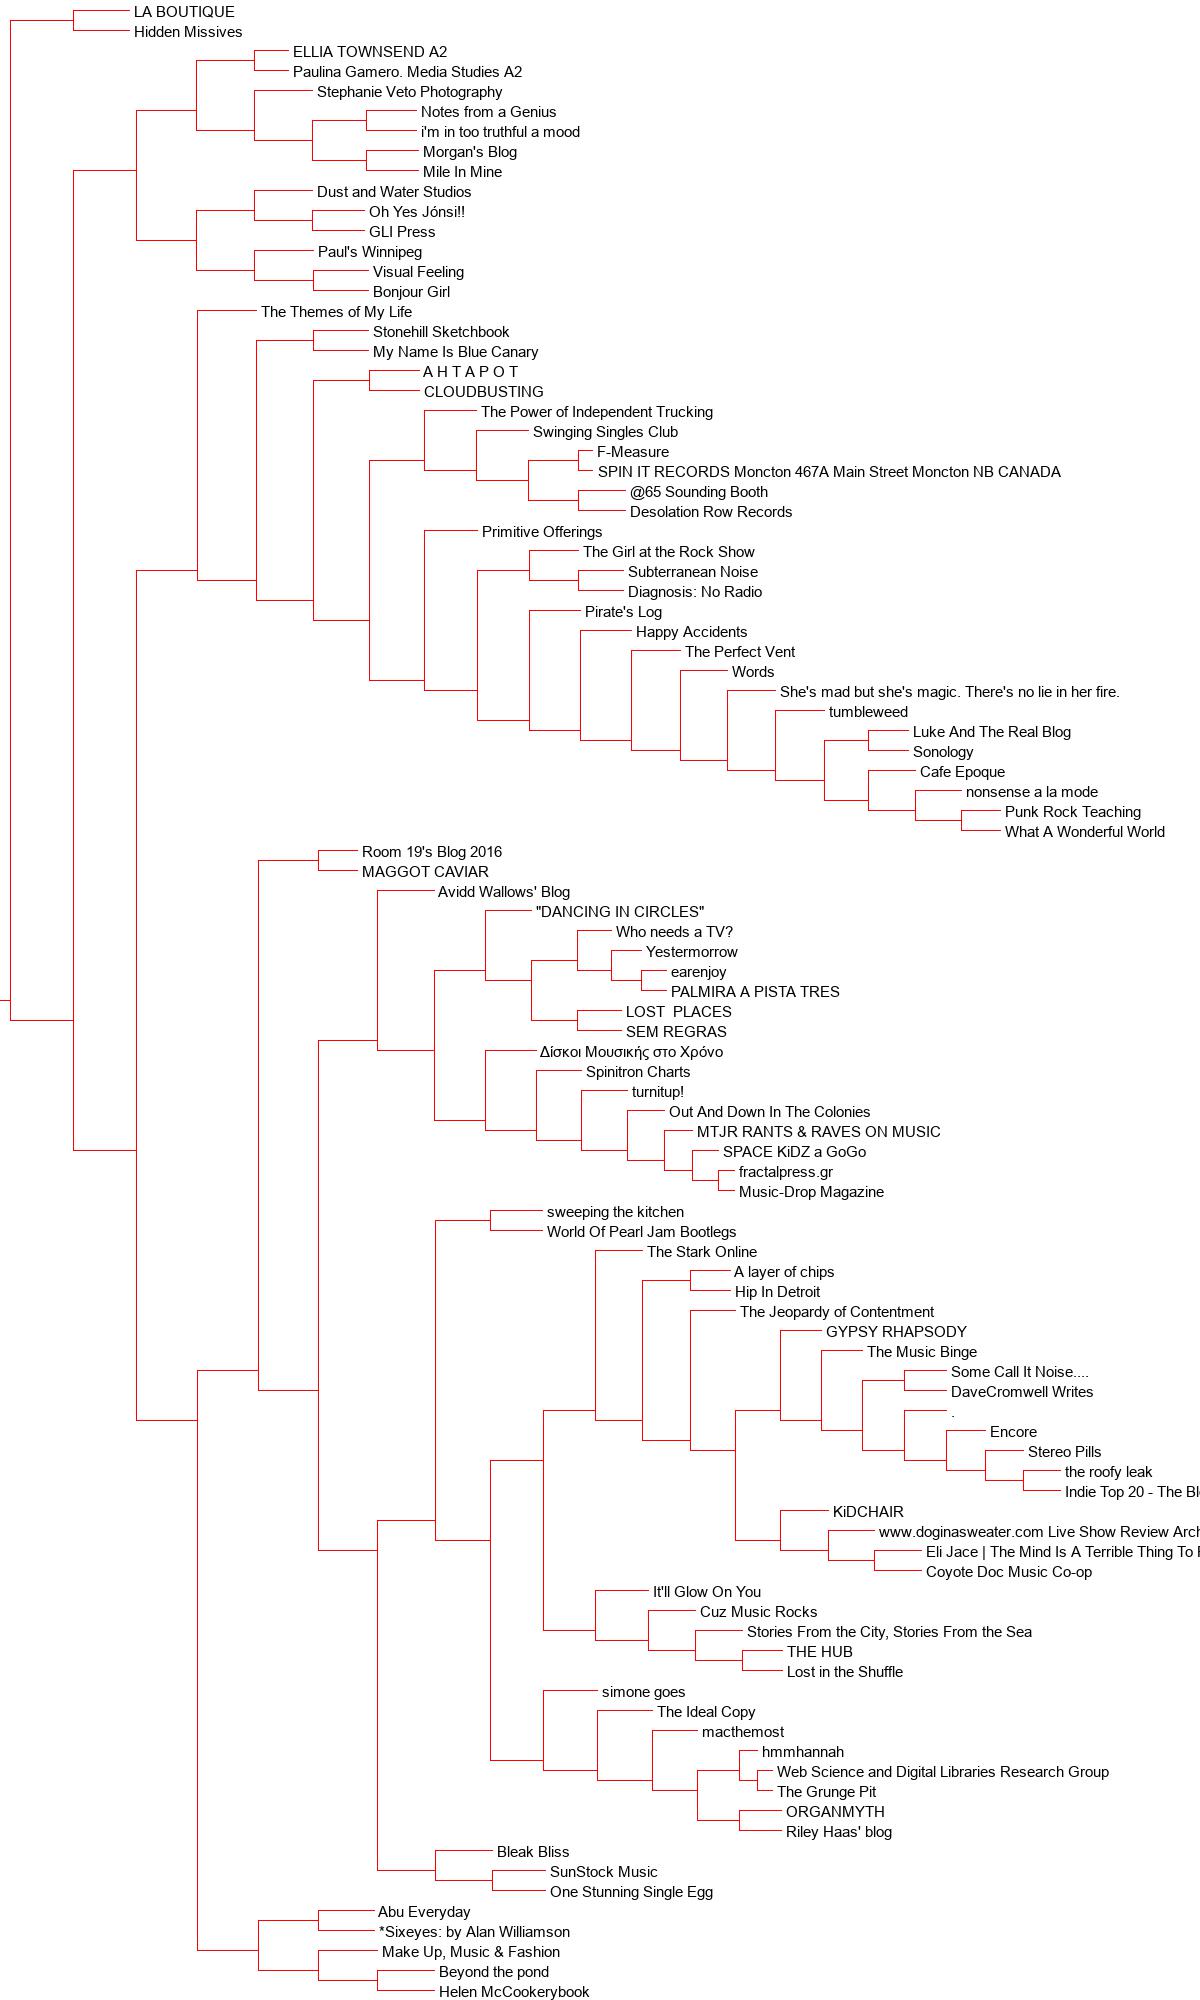 LA BOUTIQUE
Hidden Missives
ELLIA TOWNSEND A2
Paulina Gamero. Media Studies A2
Stephanie Veto Photography
Notes from a Genius
i'm in too truthful a mood
Morgan's Blog
Mile In Mine
Dust and Water Studios
Oh Yes Jónsi!!
GLI Press
Paul's Winnipeg
Visual Feeling
Bonjour Girl
The Themes of My Life
Stonehill Sketchbook
My Name Is Blue Canary
A H T A P O T
CLOUDBUSTING
The Power of Independent Trucking
Swinging Singles Club
F-Measure
SPIN IT RECORDS Moncton 467A Main Street Moncton NB CANADA
@65 Sounding Booth
Desolation Row Records
Primitive Offerings
The Girl at the Rock Show
Subterranean Noise
Diagnosis: No Radio
Pirate's Log
Happy Accidents
The Perfect Vent
Words
She's mad but she's magic. There's no lie in her fire.
tumbleweed
Luke And The Real Blog
Sonology
Cafe Epoque
nonsense a la mode
Punk Rock Teaching
What A Wonderful World
Room 19's Blog 2016
MAGGOT CAVIAR
Avidd Wallows' Blog
"DANCING IN CIRCLES"
Who needs a TV?
Yestermorrow
earenjoy
PALMIRA A PISTA TRES
LOST  PLACES
SEM REGRAS
Δίσκοι Μουσικής στο Χρόνο
Spinitron Charts
turnitup!
Out And Down In The Colonies
MTJR RANTS & RAVES ON MUSIC
SPACE KiDZ a GoGo
fractalpress.gr
Music-Drop Magazine
sweeping the kitchen
World Of Pearl Jam Bootlegs
The Stark Online
A layer of chips
Hip In Detroit
The Jeopardy of Contentment
GYPSY RHAPSODY
The Music Binge
Some Call It Noise....
DaveCromwell Writes
.
Encore
Stereo Pills
the roofy leak
Indie Top 20 - The
KiDCHAIR
www.doginasweater.com Live Show Review
Eli Jace | The Mind Is A Terrible Thing To
Coyote Doc Music Co-op
It'll Glow On You
Cuz Music Rocks
Stories From the City, Stories From the Sea
THE HUB
Lost in the Shuffle
simone goes
The Ideal Copy
macthemost
hmmhannah
Web Science and Digital Libraries Research Group
The Grunge Pit
ORGANMYTH
Riley Haas' blog
Bleak Bliss
SunStock Music
One Stunning Single Egg
Abu Everyday
*Sixeyes: by Alan Williamson
Make Up, Music & Fashion
Beyond the pond
Helen McCookerybook